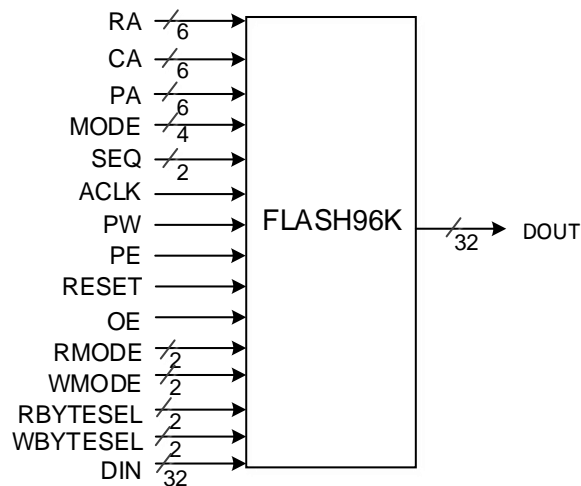 RA
6
CA
6
PA
6
MODE
4
SEQ
2
ACLK
PW
PE
RESET
OE
RMODE
2
WMODE
2
RBYTESEL
2
WBYTESEL
2
DIN
32
FLASH96K
32
DOUT